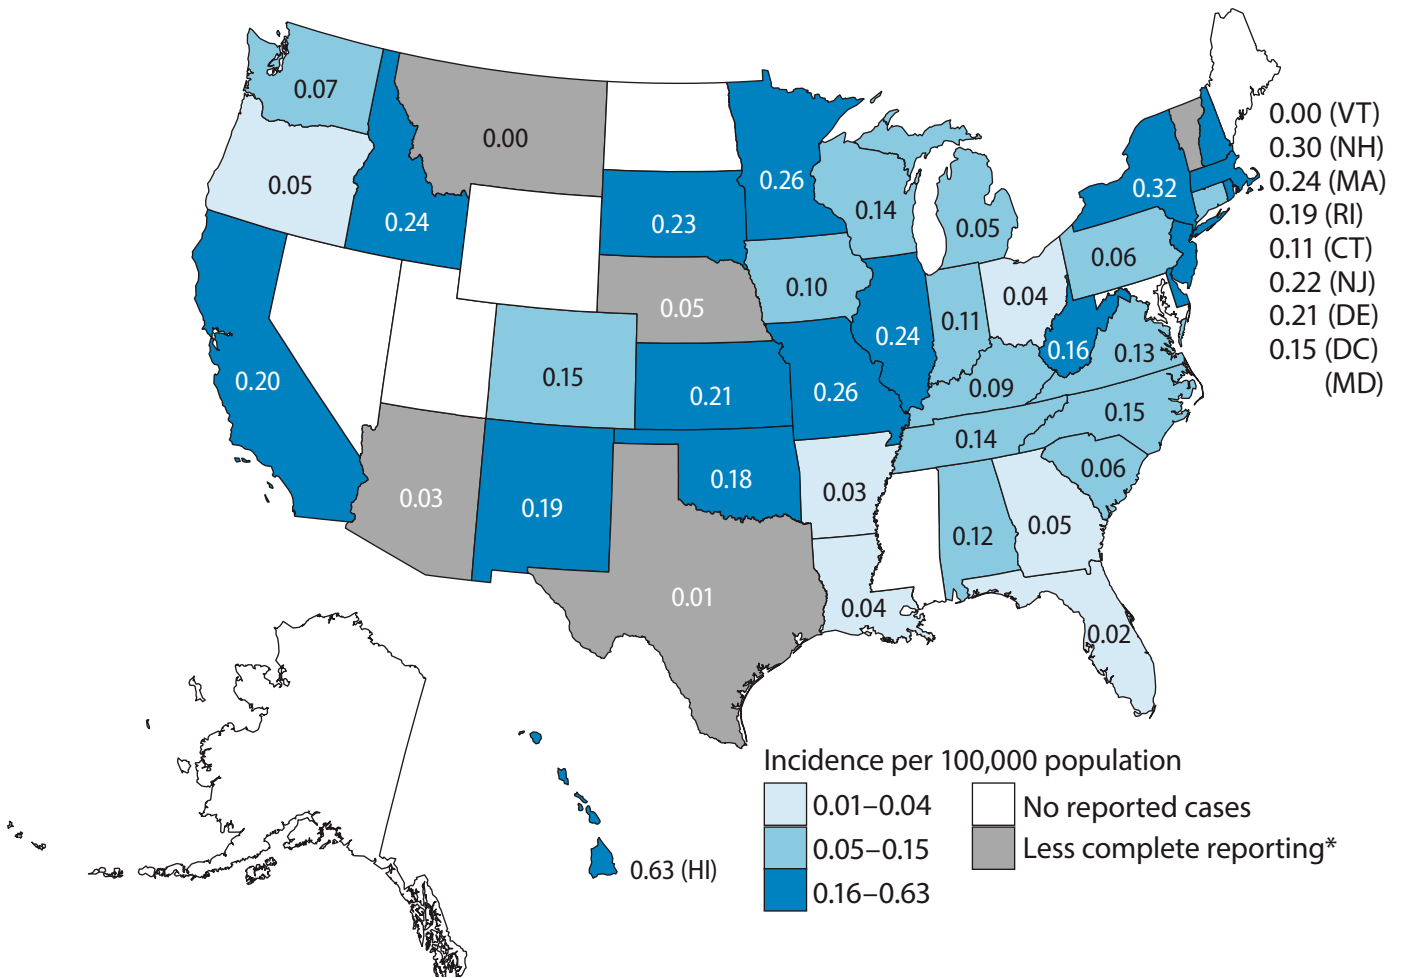 0.07
0.00
0.05
0.24
0.26
0.23
0.14
0.05
0.32
0.00 (VT)
0.30 (NH)
0.24 (MA)
0.19 (RI)
0.11 (CT)
0.22 (NJ)
0.21 (DE)
0.15 (DC)
(MD)
0.06
0.10
0.05
0.04
0.11
0.24
0.16
0.13
0.20
0.15
0.21
0.26
0.09
0.15
0.14
0.06
0.03
0.19
0.18
0.03
0.12
0.05
0.01
0.04
0.02
0.63 (HI)
Incidence per 100,000 population
0.01–0.04
0.05–0.15
0.16–0.63
No reported cases
Less complete reporting*